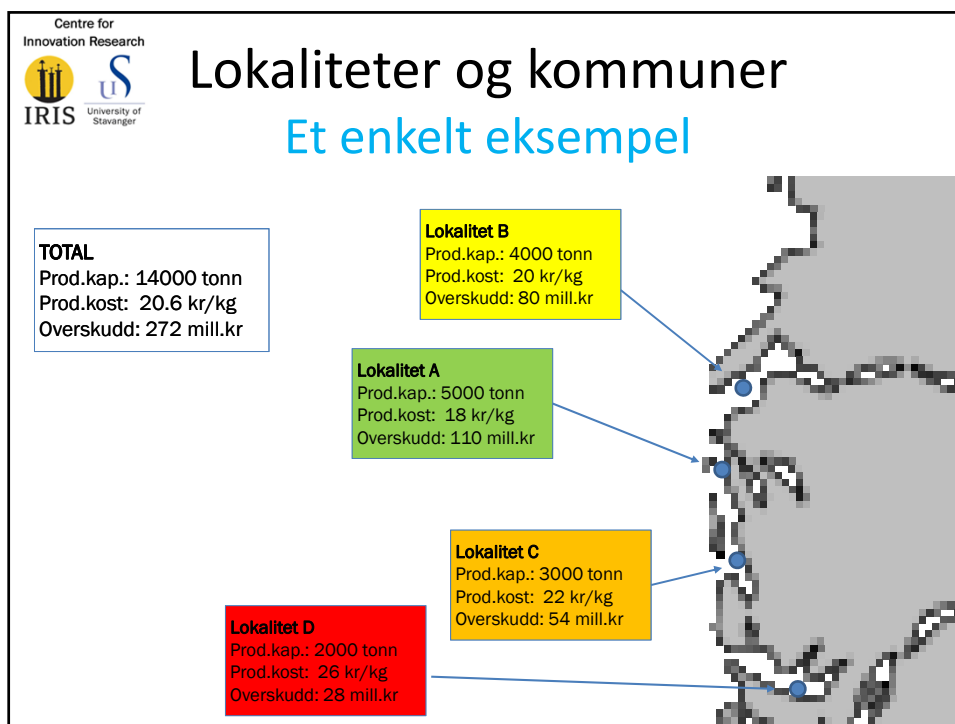 Centre for
Innovation Research
IRIS
uS
University of
Stavanger
Lokaliteter og kommuner
Et enkelt eksempel
TOTAL
Prod.kap.: 14000 tonn
Prod.kost: 20.6 kr/kg
Overskudd: 272 mill.kr
Lokalitet B
Prod.kap.: 4000 tonn
Prod.kost: 20 kr/kg
Overskudd: 80 mill.kr
Lokalitet A
Prod.kap.: 5000 tonn
Prod.kost: 18 kr/kg
Overskudd: 110 mill.kr
Lokalitet C
Prod.kap.: 3000 tonn
Prod.kost: 22 kr/kg
Overskudd: 54 mill.kr
Lokalitet D
Prod.kap.: 2000 tonn
Prod.kost: 26 kr/kg
Overskudd: 28 mill.kr